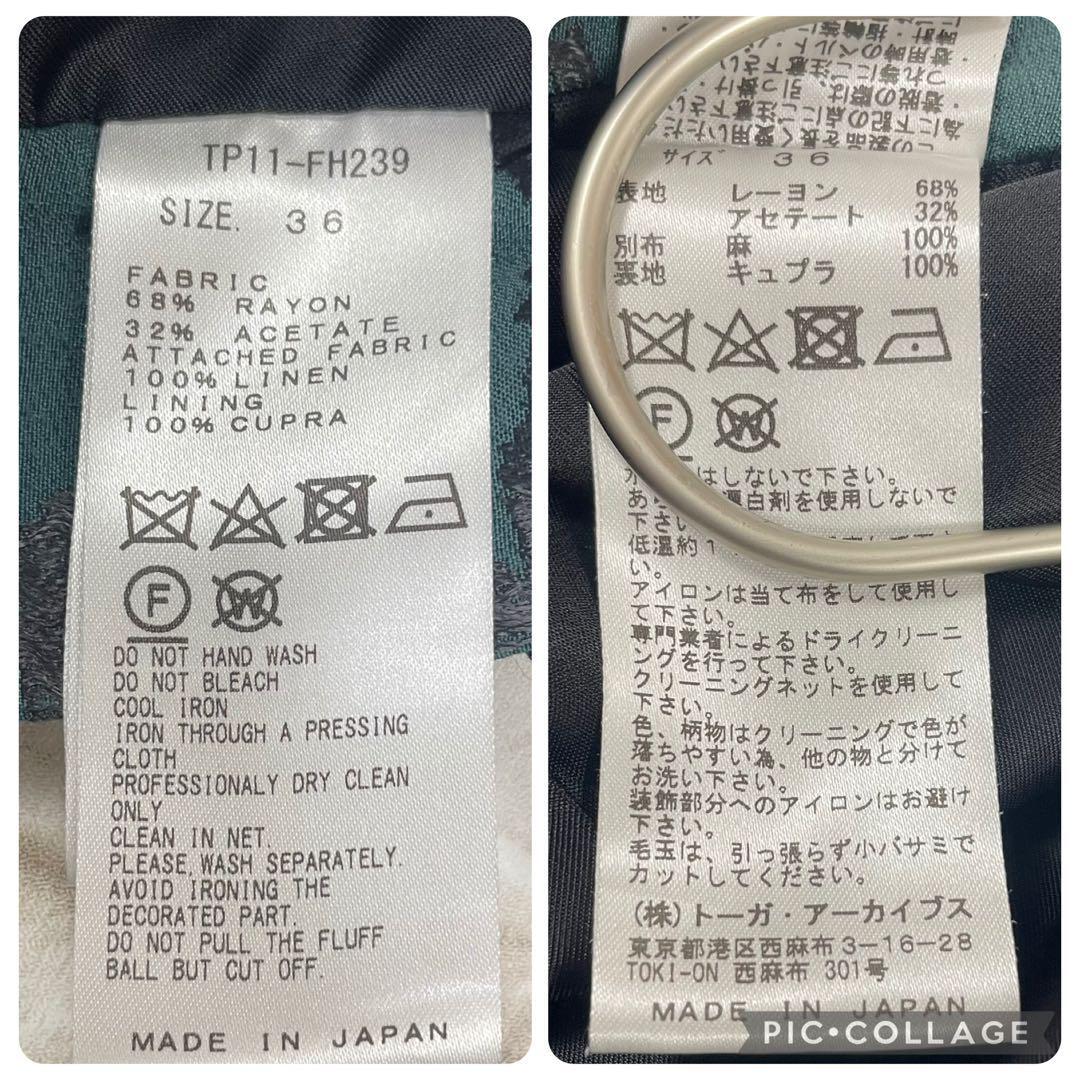 TP11-FH239
SIZE. 36
FABRIC
68% RAYON
32% ACETATE
ATTACHED FABRIC
100% LINEN
LINING
100% CUPRA
F
W
DO NOT HAND WASH
DO NOT BLEACH
COOL IRON
IRON THROUGH A PRESSING
CLOTH
PROFESSIONALY DRY CLEAN
ONLY
CLEAN IN NET.
PLEASE WASH SEPARATELY.
AVOID IRONING THE
DECORATED PART.
DO NOT PULL THE FLUFF
BALL BUT CUT OFF.
MADE IN JAPAN
為に下記の点にご注意下さい
サイズ 36
表地 レーヨン 68%
アセテート 32%
別布 麻 100%
裏地 キュプラ 100%
F
W
はしないで下さい。
漂白剤を使用しないで
下さい
低温約1
い。
アイロンは当て布をして使用し
て下さい。
専門業者によるドライクリーニ
ングを行って下さい。
クリーニングネットを使用して
下さい。
色、柄物はクリーニングで色が
落ちやすい為、他の物と分けて
お洗い下さい。
装飾部分へのアイロンはお避け
下さい。
毛玉は、引っ張らず小バサミで
カットしてください。
(株)トーガ・アーカイブス
東京都港区西麻布3-16-28
TOKI-ON 西麻布 301号
MADE IN JAPAN
PIC•COLLAGE